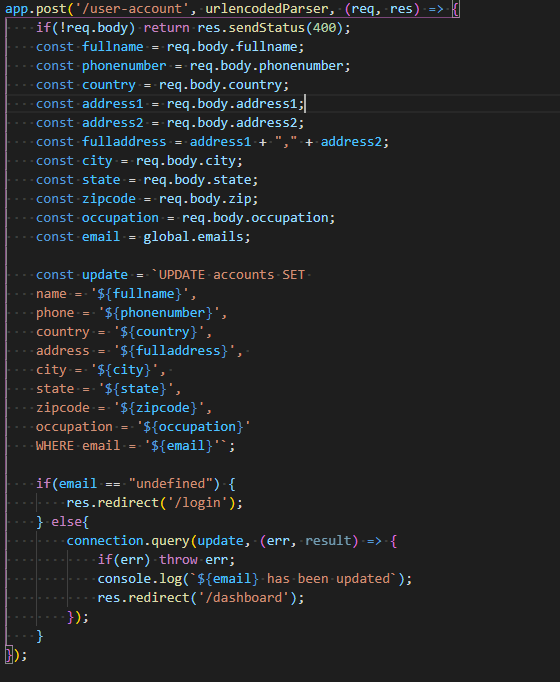 app.post('/user-account', urlencodedParser, (req, res) => {
if(!req.body) return res.sendStatus(400);
const fullname = req.body.fullname;
const phonenumber = req.body.phonenumber;
const country = req.body.country;
const address1 = req.body.address1;
const address2 = req.body.address2;
const fulladdress = address1 + "," + address2;
const city = req.body.city;
const state = req.body.state;
const zipcode = req.body.zip;
const occupation = req.body.occupation;
const email = global.emails;
const update = `UPDATE accounts SET
name = '${fullname}',
phone = '${phonenumber}',
country = '${country}',
address = '${fulladdress}',
city = '${city}',
state = '${state}',
zipcode = '${zipcode}',
occupation = '${occupation}'
WHERE email = '${email}'`;
if(email == "undefined") {
res.redirect('/login');
} else{
connection.query(update, (err, result) => {
if(err) throw err;
console.log(`${email} has been updated`);
res.redirect('/dashboard');
});
}
});